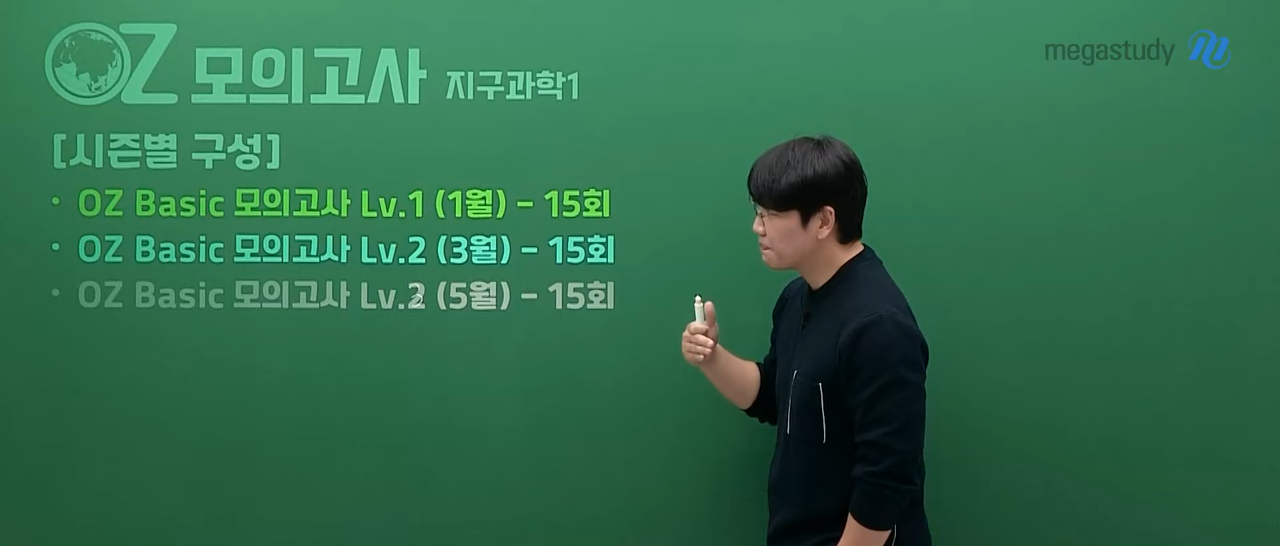 OZ 모의고사 지구과학1
megastudy
[시즌별 구성]
• OZ Basic 모의고사 Lv.1 (1월) – 15회
• OZ Basic 모의고사 Lv.2 (3월) – 15회
• OZ Basic 모의고사 (5월) – 15회